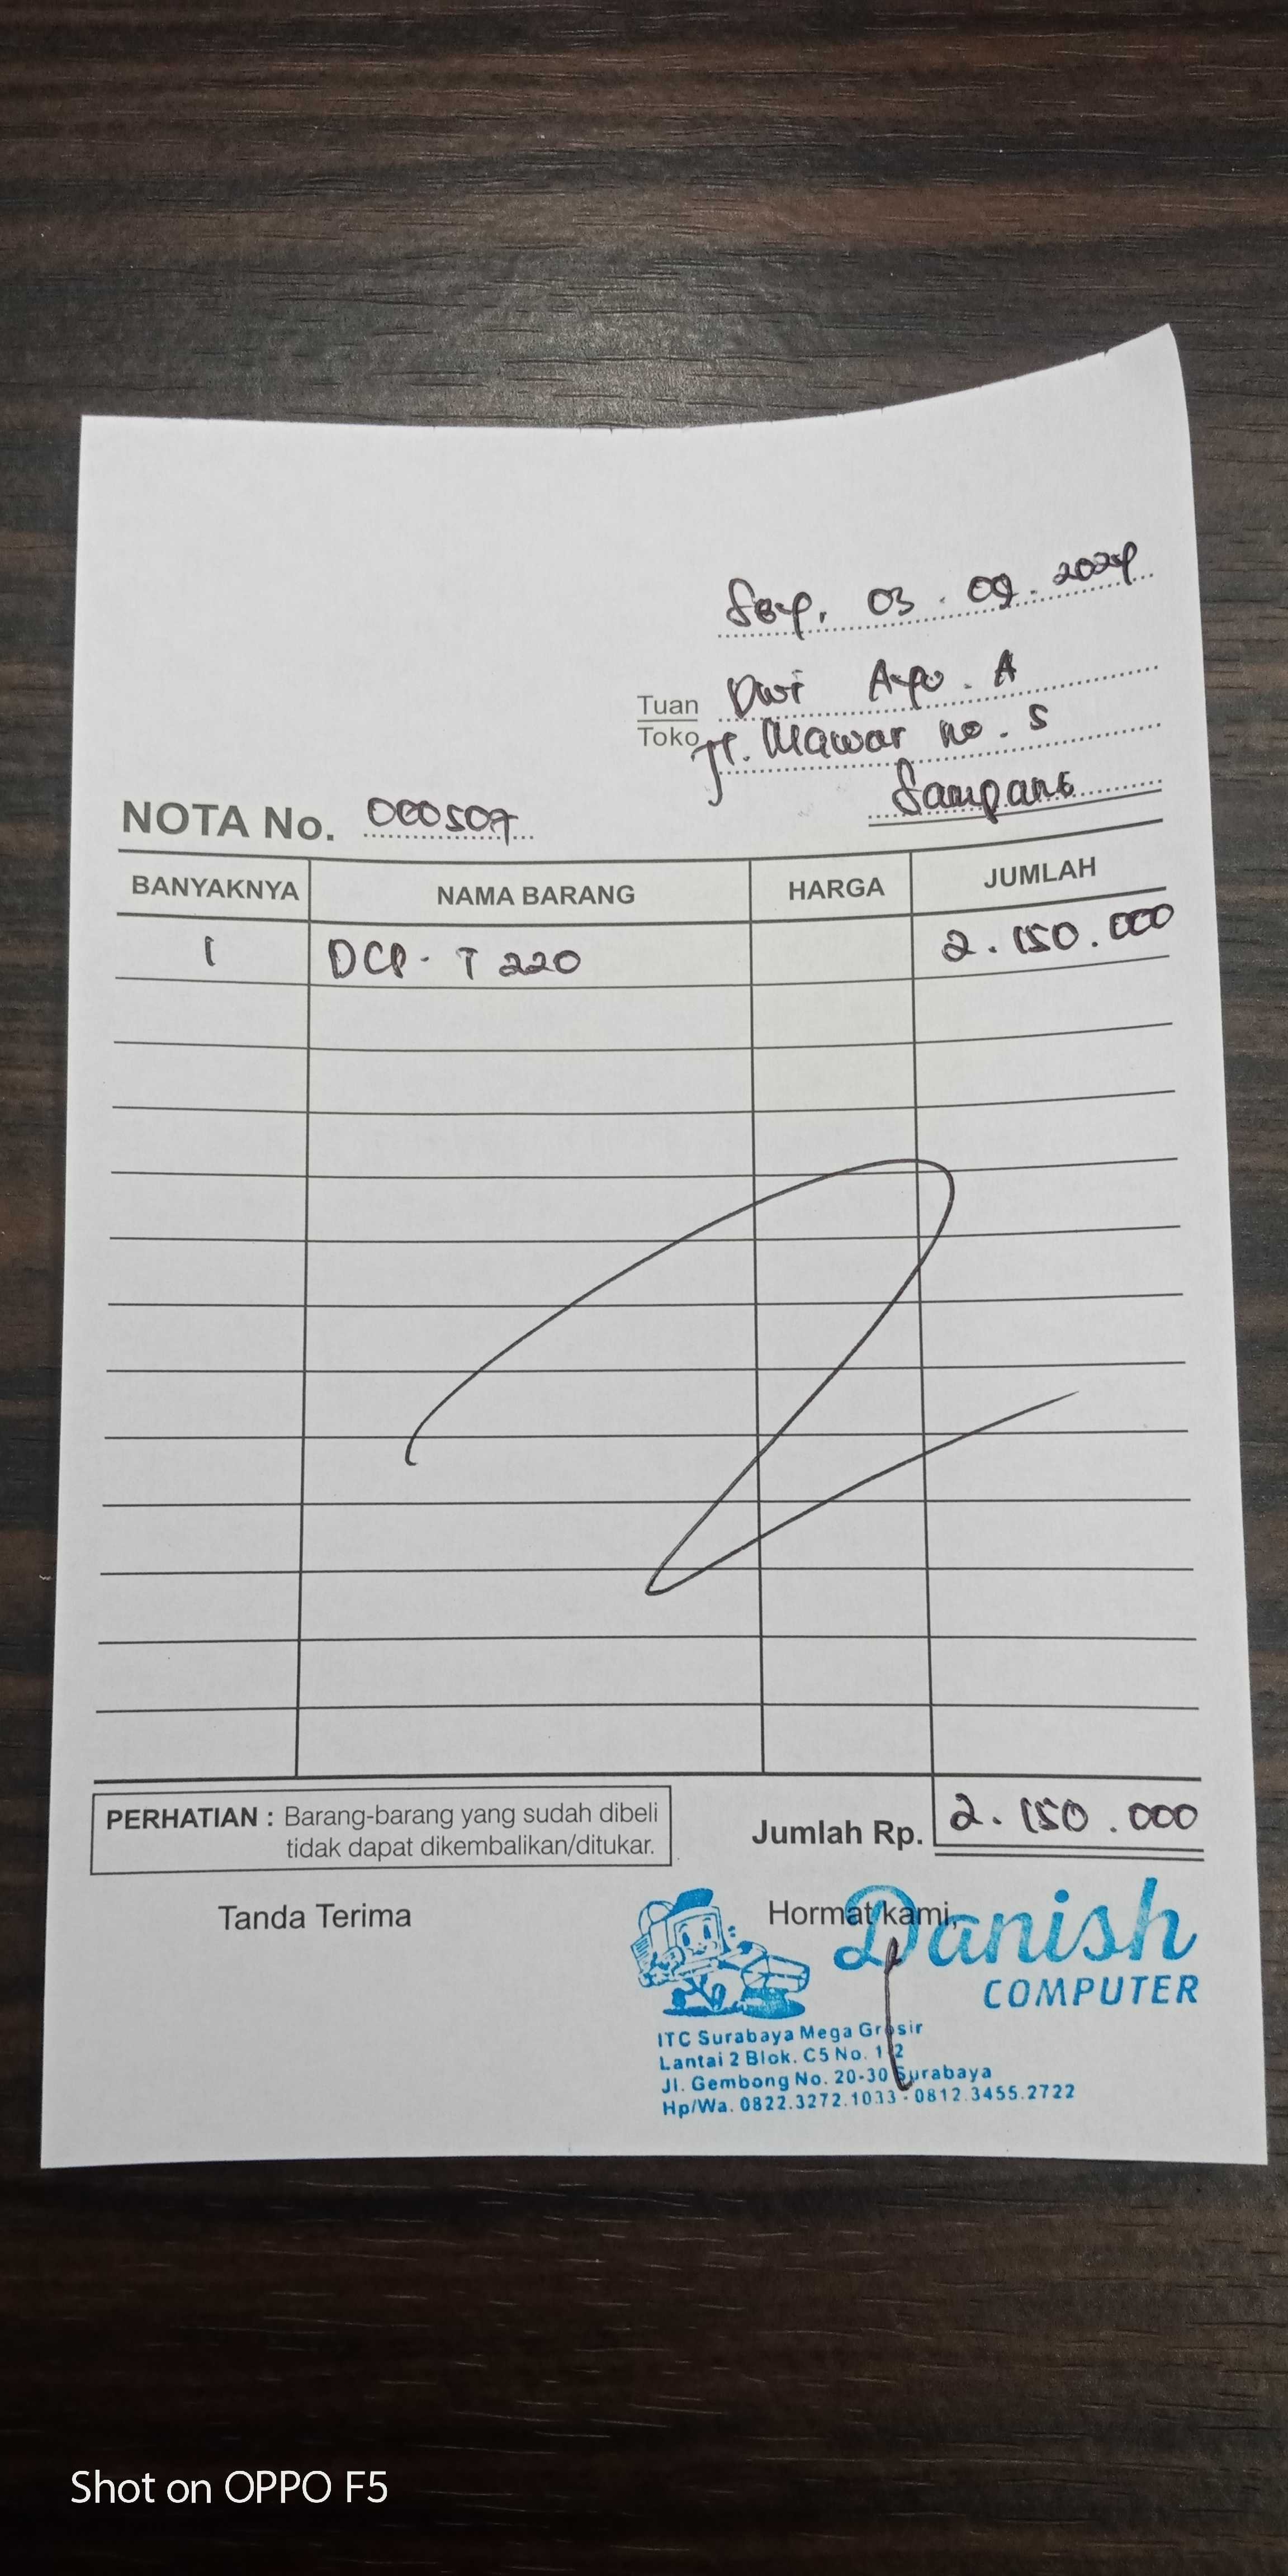 Sby, 03 . 09 . 2024
Tuan Dwi Ayu . A
Toko Jl. Mawar no. 5
Sampang
NOTA No. 000507
BANYAKNYA NAMA BARANG HARGA JUMLAH
1 DCP - T 220 2.150.000
PERHATIAN : Barang-barang yang sudah dibeli
tidak dapat dikembalikan/ditukar.
Jumlah Rp. 2.150.000
Tanda Terima Hormat kami,
Danish
COMPUTER
ITC Surabaya Mega Grosir
Lantai 2 Blok. C5 No. 1-2
Jl. Gembong No. 20-30 Surabaya
Hp/Wa. 0822.3272.1033 - 0812.3455.2722
Shot on OPPO F5